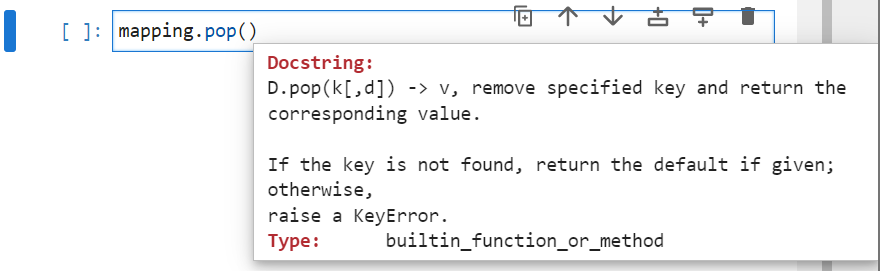 [ ]: mapping.pop()
Docstring:
D.pop(k[,d]) -> v, remove specified key and return the
corresponding value.
If the key is not found, return the default if given;
otherwise,
raise a KeyError.
Type:      builtin_function_or_method